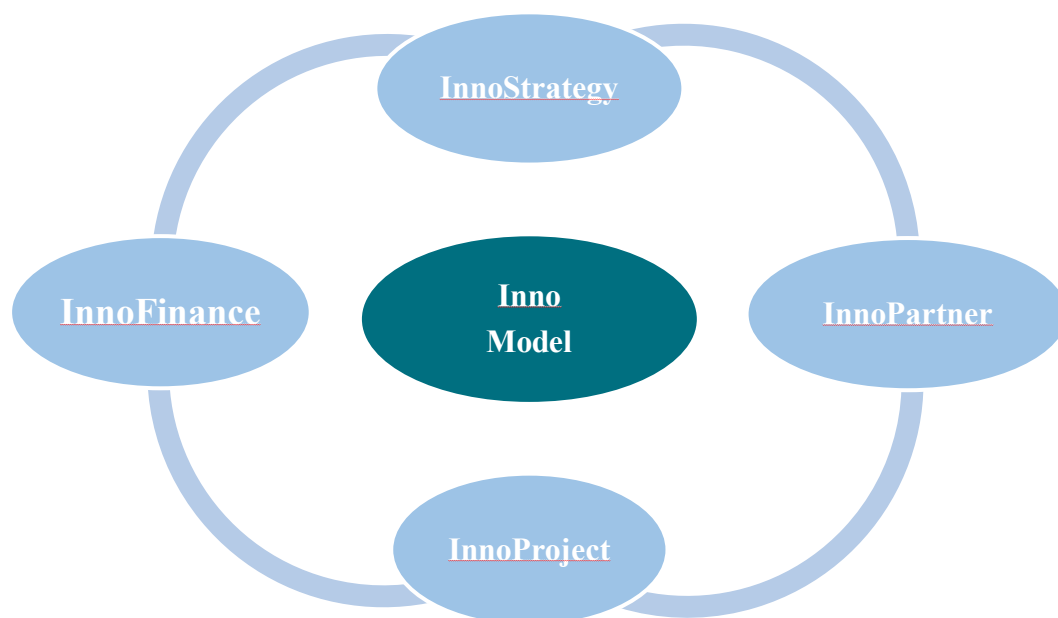 InnoStrategy
InnoFinance
Inno
Model
InnoPartner
InnoProject